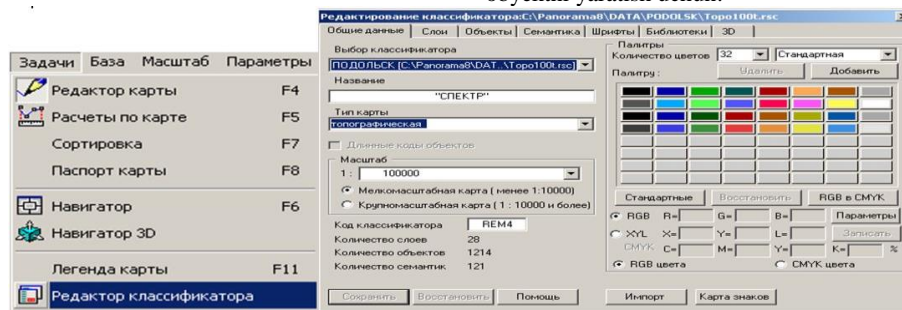 Редактирование классификатора:C:\Panorama8\DATA\PODOLSK\Topo100t.rsc
Задачи База Масштаб Параметры
Редактор карты F4
Расчеты по карте F5
Сортировка F7
Паспорт карты F8
Навигатор F6
Навигатор 3D
Легенда карты F11
Редактор классификатора
Общие данные Слои Объекты Семантика Шрифты Библиотеки 3D
Выбор классификатора
ПОДОЛЬСК [C:\Panorama8\DAT..\Topo100t.rsc]
Название
"СПЕКТР"
Тип карты
топографическая
Длинные коды объектов
Масштаб
1 : 100000
Мелкомасштабная карта ( менее 1:10000)
Крупномасштабная карта ( 1 : 10000 и более)
Код классификатора REM4
Количество слоев 28
Количество объектов 1214
Количество семантик 121
Сохранить Восстановить Помощь
Палитры
Количество цветов 32 Стандартная
Палитру : Удалить Добавить
Стандартные Восстановить RGB в CMYK
RGB R= G= B= Параметры
XYL X= Y= L= Записать
CMYK C= M= Y= K= %
RGB цвета CMYK цвета
Импорт Карта знаков